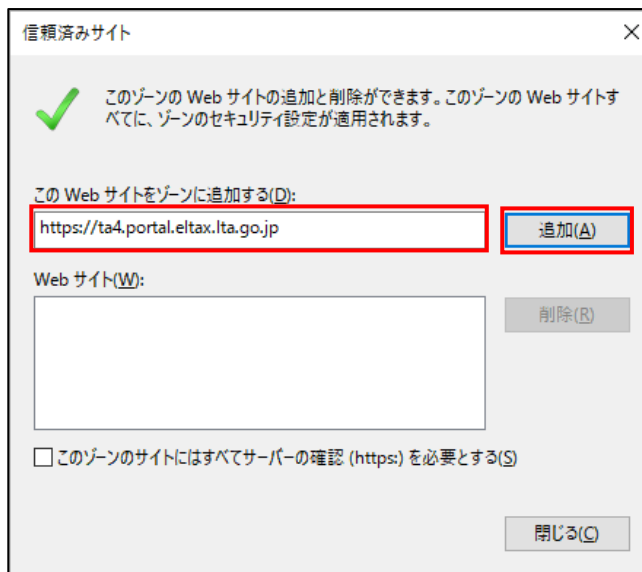 信頼済みサイト
このゾーンの Web サイトの追加と削除ができます。このゾーンの Web サイトす
べてに、ゾーンのセキュリティ設定が適用されます。
この Web サイトをゾーンに追加する(D):
https://ta4.portal.eltax.lta.go.jp
追加(A)
Web サイト(W):
削除(R)
このゾーンのサイトにはすべてサーバーの確認 (https:) を必要とする(S)
閉じる(C)